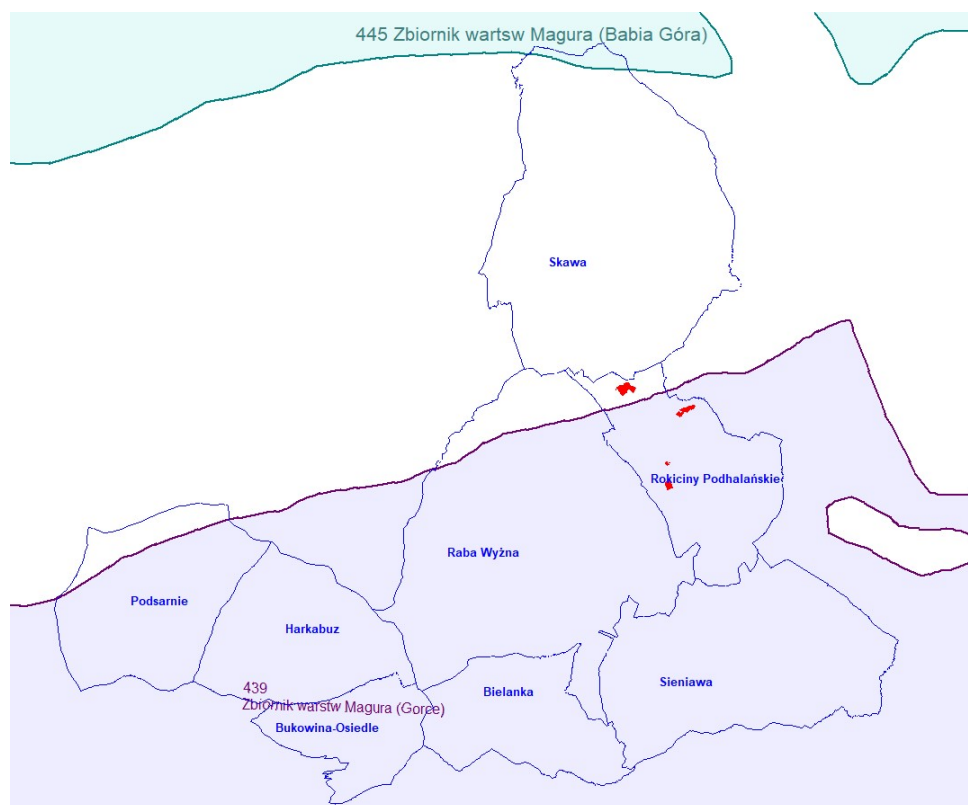 445 Zbiornik wartsw Magura (Babia Góra)
Skawa
Rokiciny Podhalańskie
Raba Wyżna
Podsarnie
Harkabuz
Sieniawa
Bielanka
439
Zbiornik warstw Magura (Gorce)
Bukowina-Osiedle